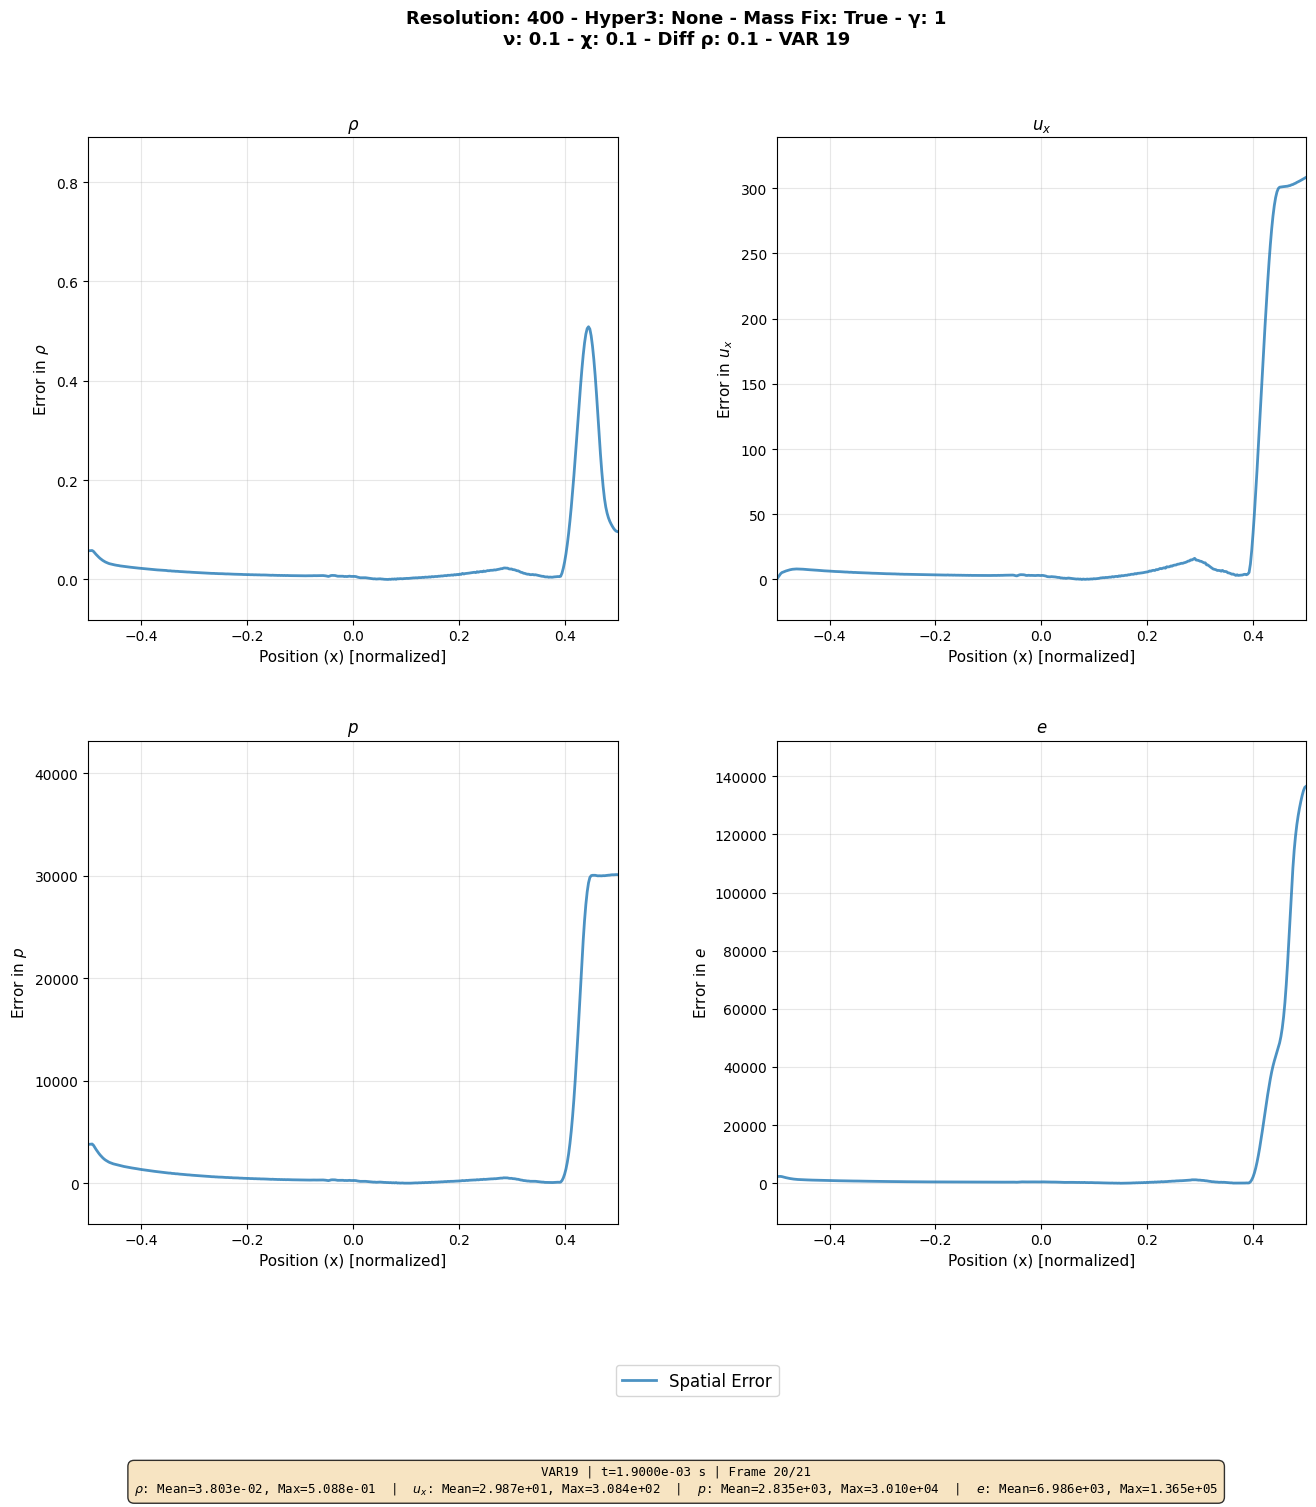 Resolution: 400 - Hyper3: None - Mass Fix: True - γ: 1
ν: 0.1 - χ: 0.1 - Diff ρ: 0.1 - VAR 19
ρ
0.8
0.6
0.4
0.2
0.0
Error in ρ
−0.4 −0.2 0.0 0.2 0.4
Position (x) [normalized]
u_x
300
250
200
150
100
50
0
Error in u_x
−0.4 −0.2 0.0 0.2 0.4
Position (x) [normalized]
p
40000
30000
20000
10000
0
Error in p
−0.4 −0.2 0.0 0.2 0.4
Position (x) [normalized]
e
140000
120000
100000
80000
60000
40000
20000
0
Error in e
−0.4 −0.2 0.0 0.2 0.4
Position (x) [normalized]
Spatial Error
VAR19 | t=1.9000e-03 s | Frame 20/21
ρ: Mean=3.803e-02, Max=5.088e-01 | u_x: Mean=2.987e+01, Max=3.084e+02 | p: Mean=2.835e+03, Max=3.010e+04 | e: Mean=6.986e+03, Max=1.365e+05